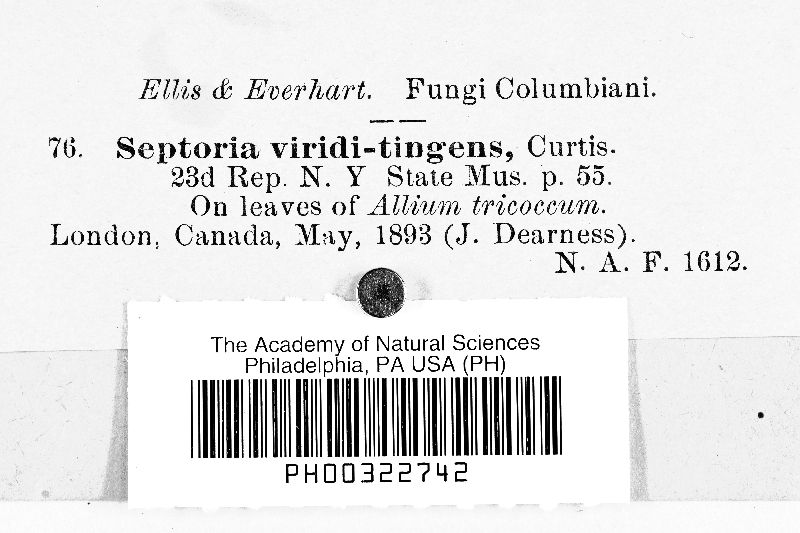 Ellis & Everhart. Fungi Columbiani.
76. Septoria viridi-tingens, Curtis.
23d Rep. N. Y State Mus. p. 55.
On leaves of Allium tricoccum.
London, Canada, May, 1893 (J. Dearness).
N. A. F. 1612.
The Academy of Natural Sciences
Philadelphia, PA USA (PH)
PH00322742